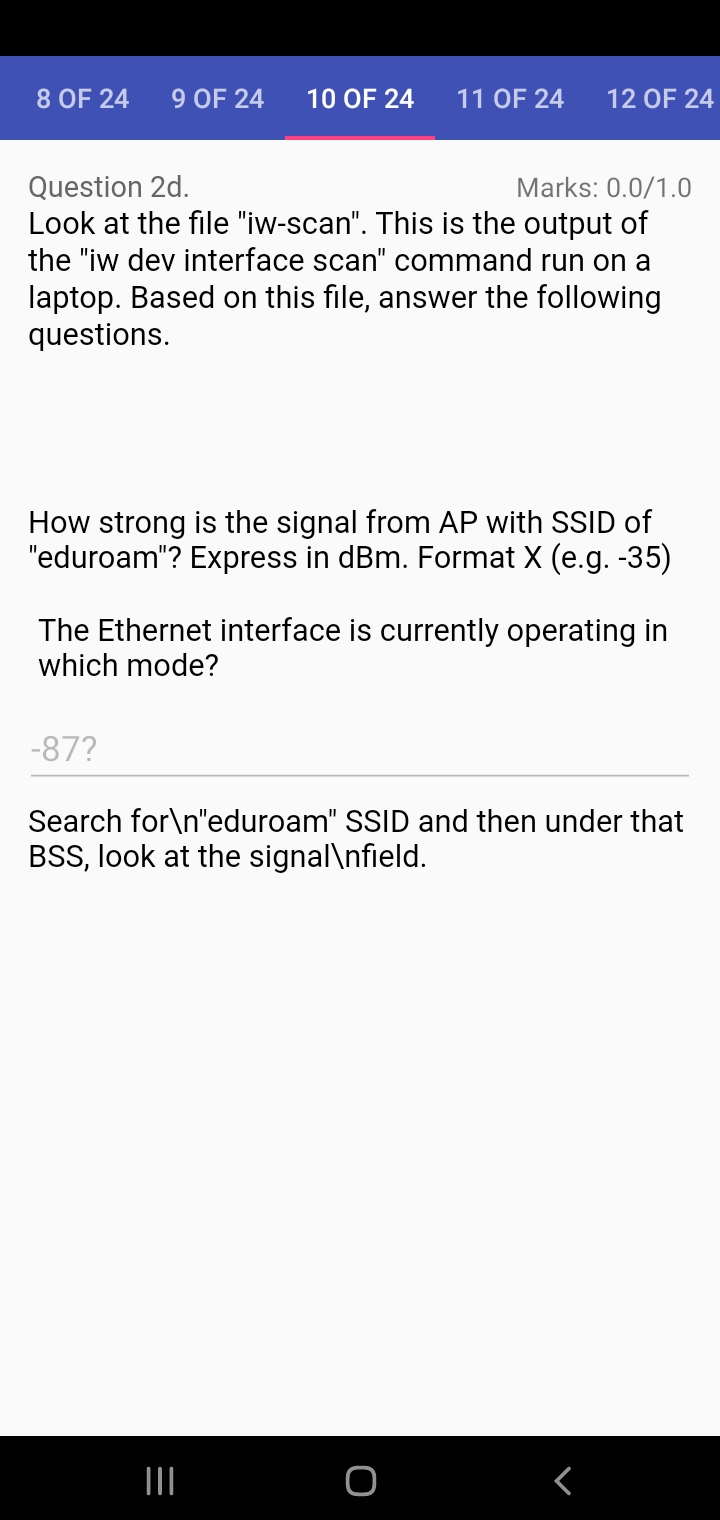 8 OF 24 9 OF 24 10 OF 24 11 OF 24 12 OF 24
Question 2d. Marks: 0.0/1.0
Look at the file "iw-scan". This is the output of
the "iw dev interface scan" command run on a
laptop. Based on this file, answer the following
questions.
How strong is the signal from AP with SSID of
"eduroam"? Express in dBm. Format X (e.g. -35)
The Ethernet interface is currently operating in
which mode?
-87?
Search for\n"eduroam" SSID and then under that
BSS, look at the signal\nfield.